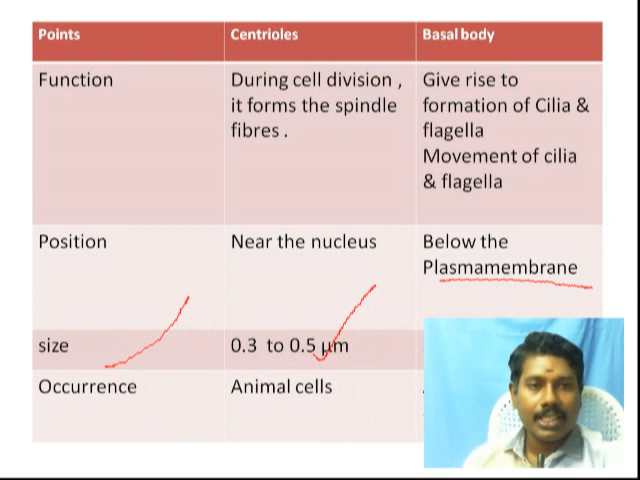 Points Centrioles Basal body
Function During cell division , Give rise to
it forms the spindle formation of Cilia &
fibres . flagella
Movement of cilia
& flagella
Position Near the nucleus Below the
Plasmamembrane
size 0.3 to 0.5 µm
Occurrence Animal cells